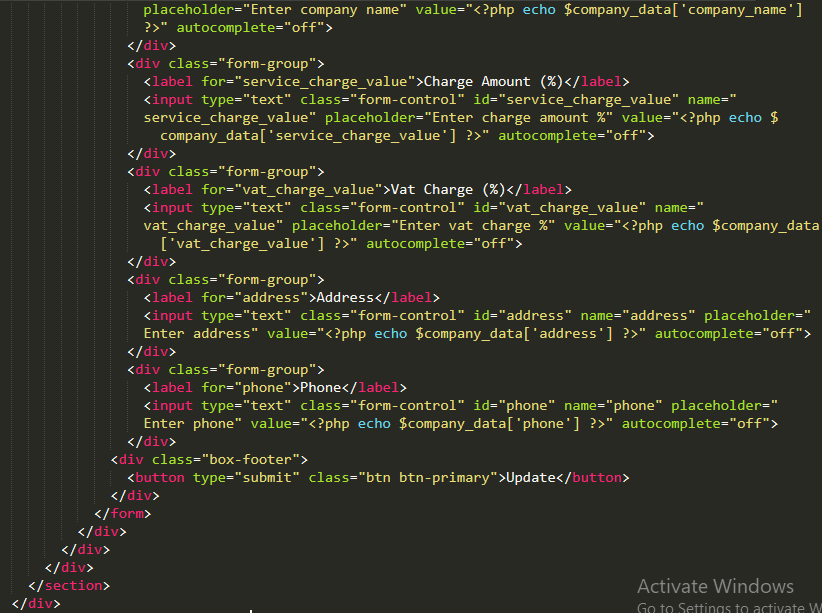 placeholder="Enter company name" value="<?php echo $company_data['company_name']
?>" autocomplete="off">
</div>
<div class="form-group">
<label for="service_charge_value">Charge Amount (%)</label>
<input type="text" class="form-control" id="service_charge_value" name="
service_charge_value" placeholder="Enter charge amount %" value="<?php echo $
company_data['service_charge_value'] ?>" autocomplete="off">
</div>
<div class="form-group">
<label for="vat_charge_value">Vat Charge (%)</label>
<input type="text" class="form-control" id="vat_charge_value" name="
vat_charge_value" placeholder="Enter vat charge %" value="<?php echo $company_data
['vat_charge_value'] ?>" autocomplete="off">
</div>
<div class="form-group">
<label for="address">Address</label>
<input type="text" class="form-control" id="address" name="address" placeholder="
Enter address" value="<?php echo $company_data['address'] ?>" autocomplete="off">
</div>
<div class="form-group">
<label for="phone">Phone</label>
<input type="text" class="form-control" id="phone" name="phone" placeholder="
Enter phone" value="<?php echo $company_data['phone'] ?>" autocomplete="off">
</div>
<div class="box-footer">
<button type="submit" class="btn btn-primary">Update</button>
</div>
</form>
</div>
</div>
</div>
</section>
</div>
Activate Windows
Go to Settings to activate W